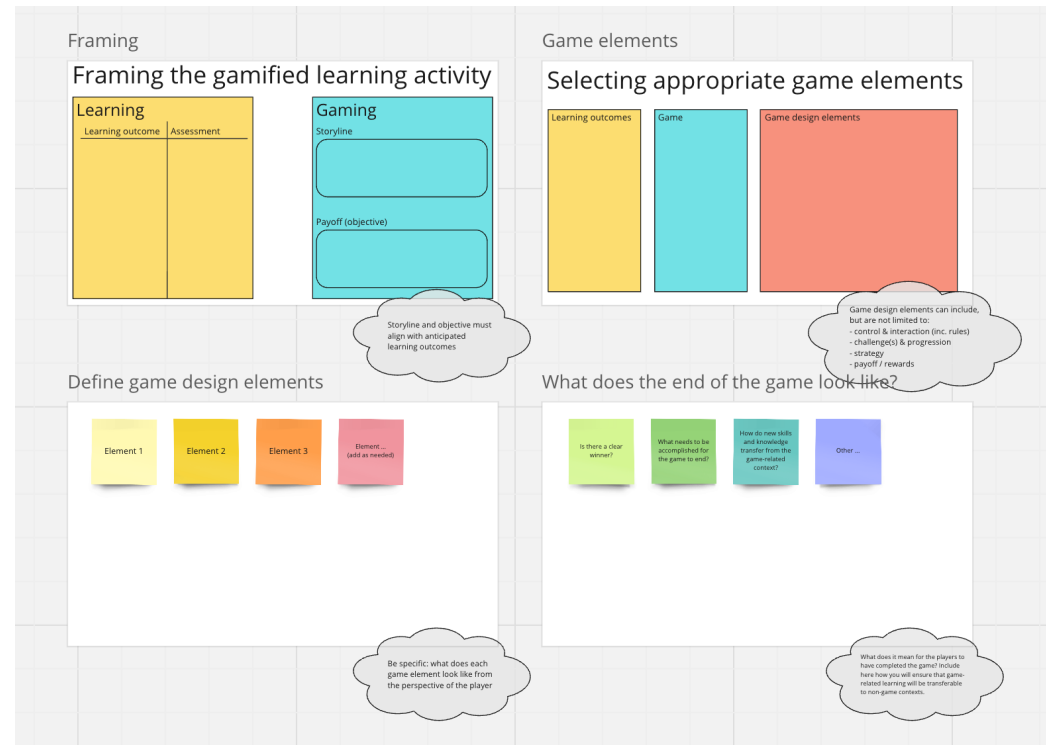 Framing
Framing the gamified learning activity
Learning
Learning outcome
Assessment
Gaming
Storyline
Payoff (objective)
Storyline and objective must
align with anticipated
learning outcomes
Game elements
Selecting appropriate game elements
Learning outcomes
Game
Game design elements
Game design elements can include,
but are not limited to:
- control & interaction (inc. rules)
- challenge(s) & progression
- strategy
- payoff / rewards
Define game design elements
Element 1
Element 2
Element 3
Element ...
(add as needed)
Be specific: what does each
game element look like from
the perspective of the player
What does the end of the game look like?
Is there a clear
winner?
What needs to be
accomplished for
the game to end?
How do new skills
and knowledge
transfer from the
game-related
context?
Other ...
What does it mean for the players to
have completed the game? Include
here how you will ensure that game-
related learning will be transferable
to non-game contexts.